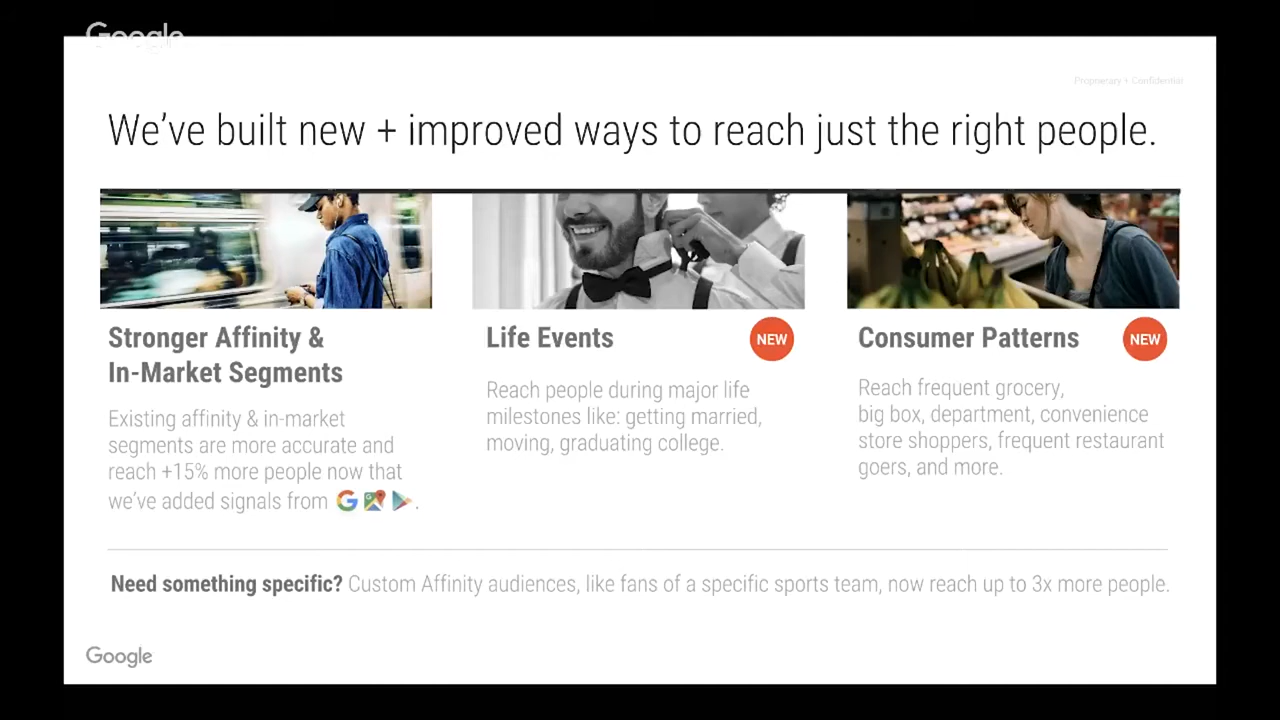 Google
Proprietary + Confidential
We've built new + improved ways to reach just the right people.
Stronger Affinity &
In-Market Segments
Existing affinity & in-market
segments are more accurate and
reach +15% more people now that
we've added signals from G .
Life Events
NEW
Reach people during major life
milestones like: getting married,
moving, graduating college.
Consumer Patterns
NEW
Reach frequent grocery,
big box, department, convenience
store shoppers, frequent restaurant
goers, and more.
Need something specific? Custom Affinity audiences, like fans of a specific sports team, now reach up to 3x more people.
Google